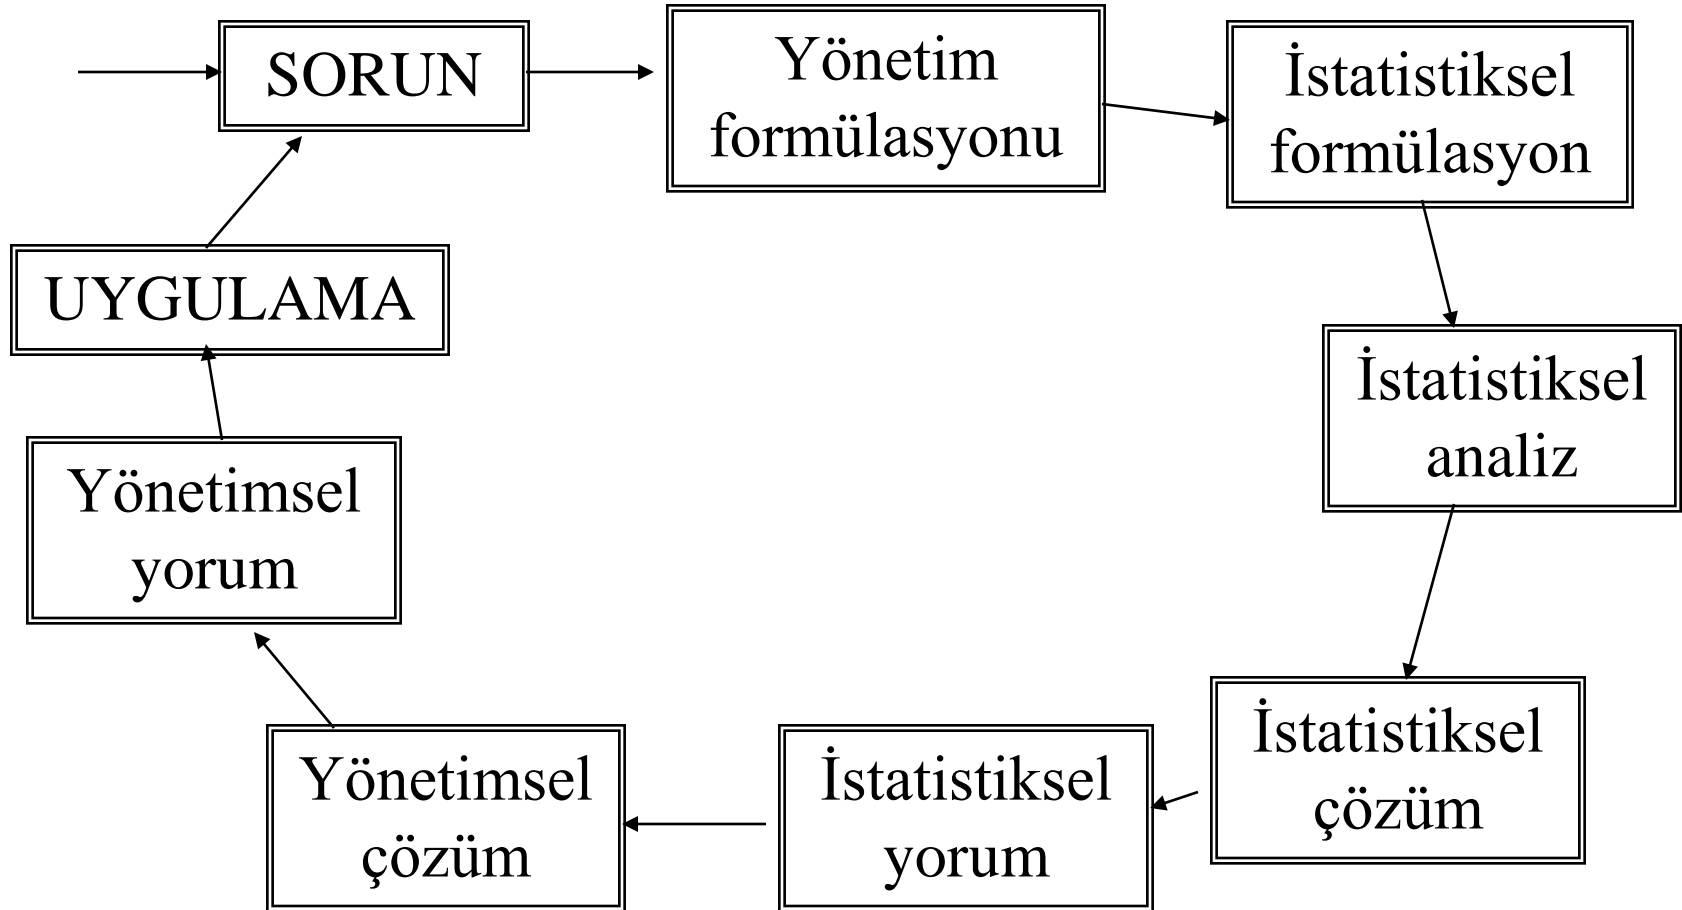 SORUN
Yönetim
formülasyonu
İstatistiksel
formülasyon
İstatistiksel
analiz
İstatistiksel
çözüm
İstatistiksel
yorum
Yönetimsel
çözüm
Yönetimsel
yorum
UYGULAMA